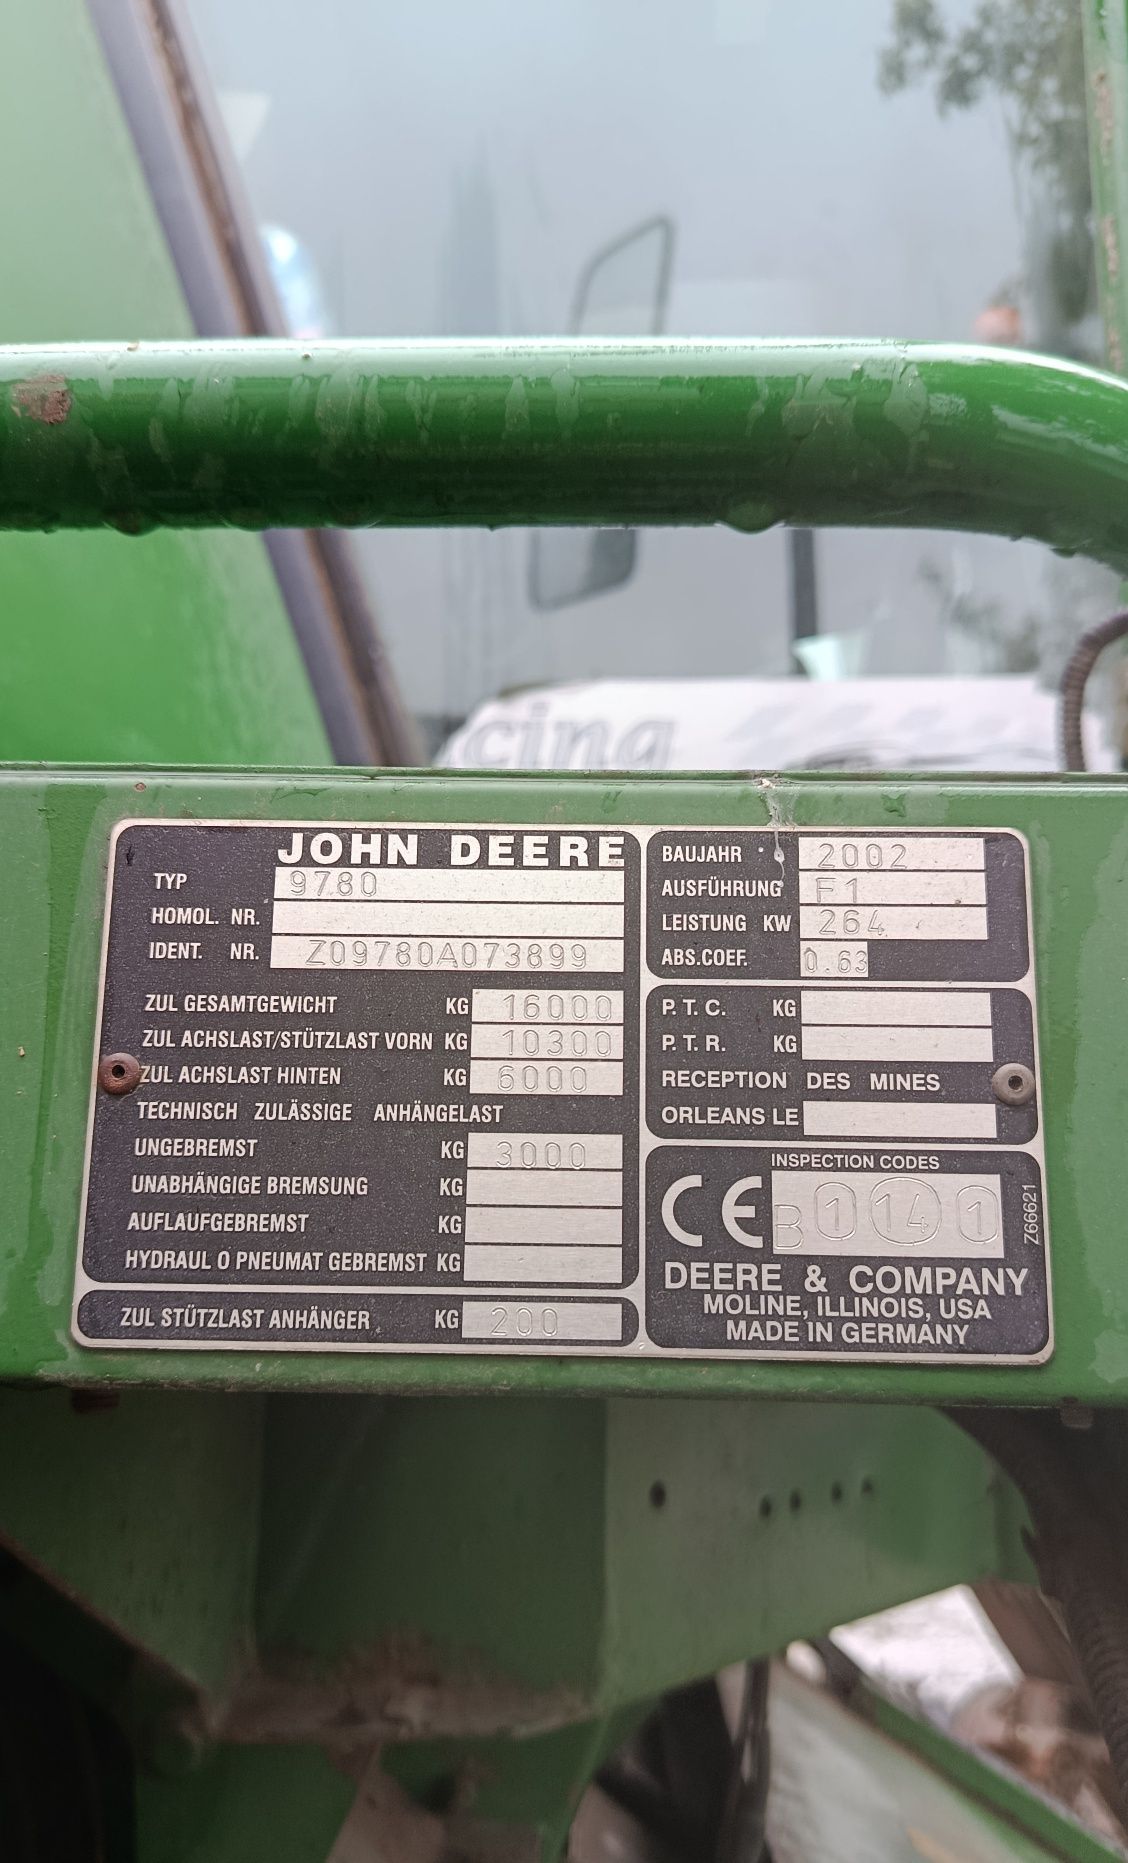 cing
JOHN DEERE
TYP 9780
HOMOL. NR.
IDENT. NR. Z09780A073899
ZUL GESAMTGEWICHT KG 16000
ZUL ACHSLAST/STÜTZLAST VORN KG 10300
ZUL ACHSLAST HINTEN KG 6000
TECHNISCH ZULÄSSIGE ANHÄNGELAST
UNGEBREMST KG 3000
UNABHÄNGIGE BREMSUNG KG
AUFLAUFGEBREMST KG
HYDRAUL O PNEUMAT GEBREMST KG
ZUL STÜTZLAST ANHÄNGER KG 200
BAUJAHR 2002
AUSFÜHRUNG F1
LEISTUNG KW 264
ABS.COEF. 0.63
P. T. C. KG
P. T. R. KG
RECEPTION DES MINES
ORLEANS LE
INSPECTION CODES
CE B 1 14 1
Z66621
DEERE & COMPANY
MOLINE, ILLINOIS, USA
MADE IN GERMANY